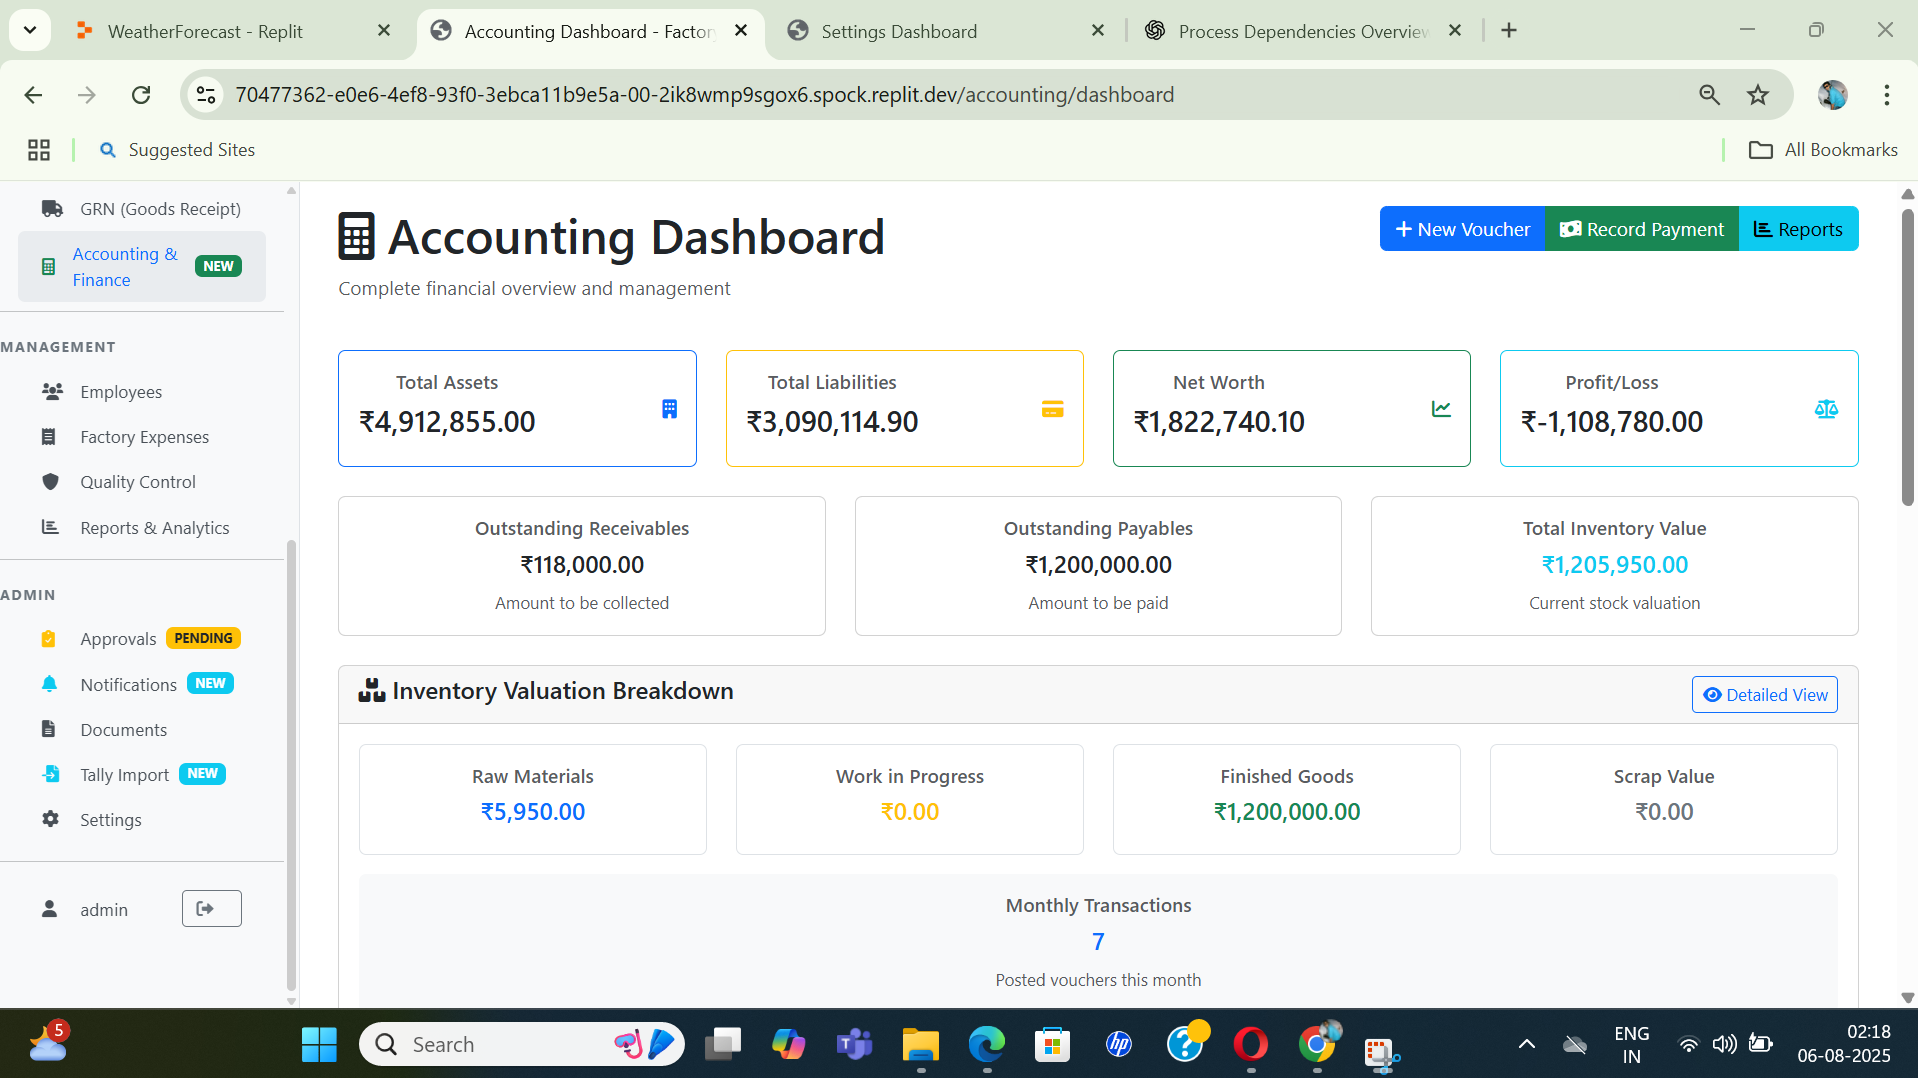 WeatherForecast - Replit
Accounting Dashboard - Factor
Settings Dashboard
Process Dependencies Overview
70477362-e0e6-4ef8-93f0-3ebca11b9e5a-00-2ik8wmp9sgox6.spock.replit.dev/accounting/dashboard
Suggested Sites
All Bookmarks
GRN (Goods Receipt)
Accounting &
Finance
NEW
MANAGEMENT
Employees
Factory Expenses
Quality Control
Reports & Analytics
ADMIN
Approvals PENDING
Notifications NEW
Documents
Tally Import NEW
Settings
admin
Accounting Dashboard
Complete financial overview and management
New Voucher
Record Payment
Reports
Total Assets
₹4,912,855.00
Total Liabilities
₹3,090,114.90
Net Worth
₹1,822,740.10
Profit/Loss
₹-1,108,780.00
Outstanding Receivables
₹118,000.00
Amount to be collected
Outstanding Payables
₹1,200,000.00
Amount to be paid
Total Inventory Value
₹1,205,950.00
Current stock valuation
Inventory Valuation Breakdown
Detailed View
Raw Materials
₹5,950.00
Work in Progress
₹0.00
Finished Goods
₹1,200,000.00
Scrap Value
₹0.00
Monthly Transactions
7
Posted vouchers this month
5
Search
hp
ENG
IN
02:18
06-08-2025